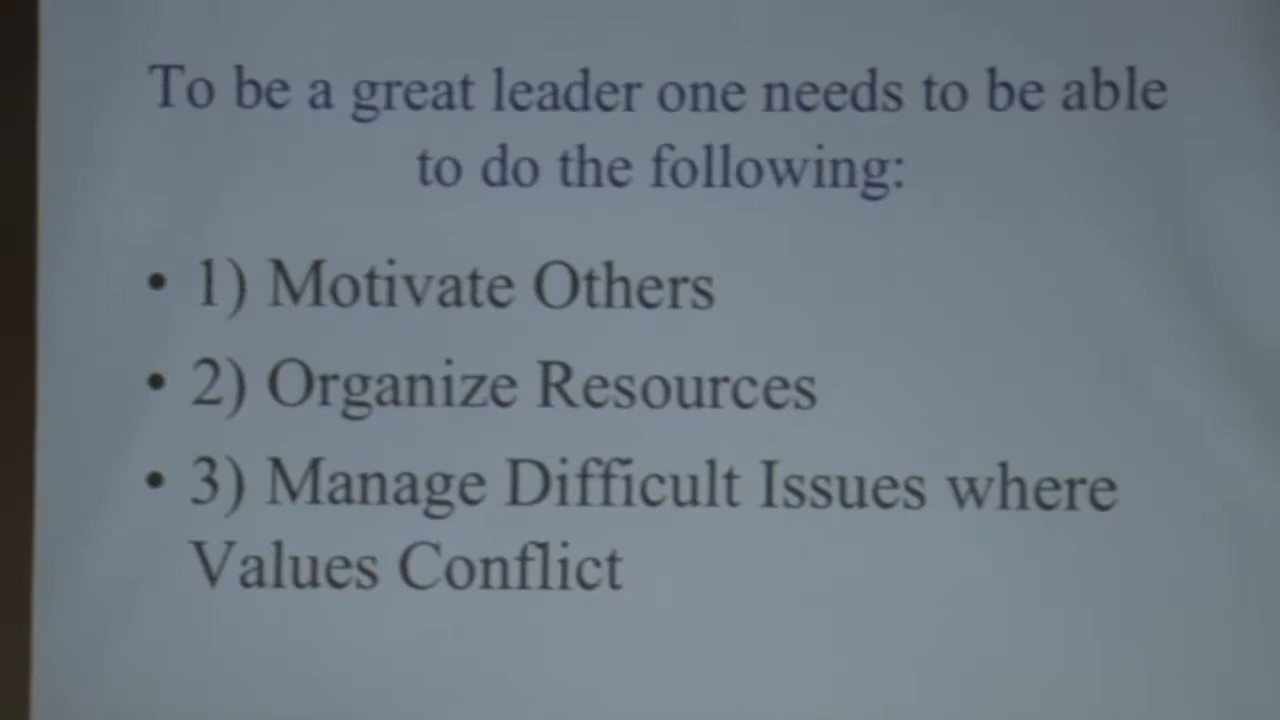 To be a great leader one needs to be able
to do the following:
• 1) Motivate Others
• 2) Organize Resources
• 3) Manage Difficult Issues where
Values Conflict